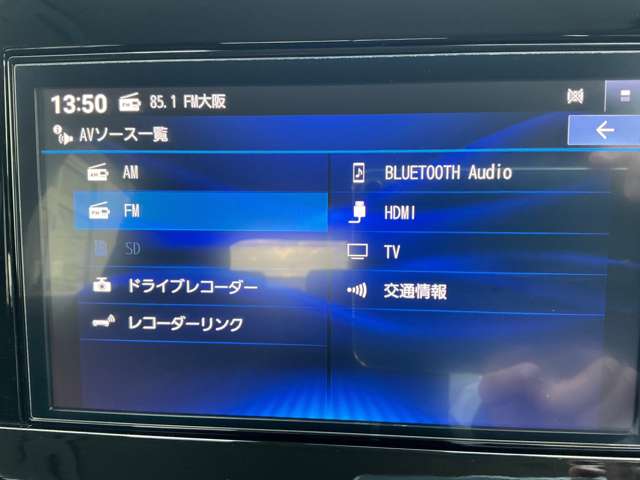 13:50 85.1 FM大阪
AVソース一覧
AM
FM
SD
ドライブレコーダー
レコーダーリンク
BLUETOOTH Audio
HDMI
TV
交通情報